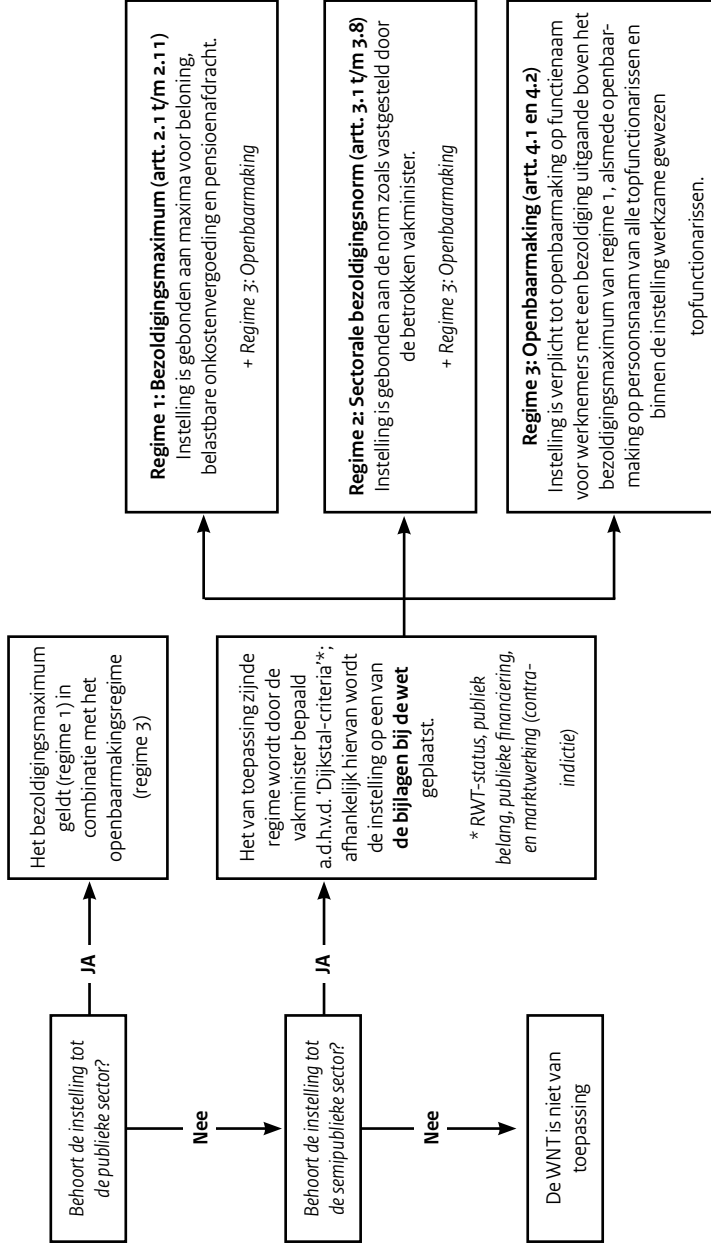 Behoort de instelling tot
de publieke sector?
JA
Het bezoldigingsmaximum
geldt (regime 1) in
combinatie met het
openbaarmakingsregime
(regime 3)
Nee
Behoort de instelling tot
de semipublieke sector?
JA
Het van toepassing zijnde
regime wordt door de
vakminister bepaald
a.d.h.v.d. ‘Dijkstal-criteria’*;
afhankelijk hiervan wordt
de instelling op een van
de bijlagen bij de wet
geplaatst.
* RWT-status, publiek
belang, publieke financiering,
en marktwerking (contra-
indictie)
Nee
De WNT is niet van
toepassing
Regime 1: Bezoldigingsmaximum (artt. 2.1 t/m 2.11)
Instelling is gebonden aan maxima voor beloning,
belastbare onkostenvergoeding en pensioenafdracht.
+ Regime 3: Openbaarmaking
Regime 2: Sectorale bezoldigingsnorm (artt. 3.1 t/m 3.8)
Instelling is gebonden aan de norm zoals vastgesteld door
de betrokken vakminister.
+ Regime 3: Openbaarmaking
Regime 3: Openbaarmaking (artt. 4.1 en 4.2)
Instelling is verplicht tot openbaarmaking op functienaam
voor werknemers met een bezoldiging uitgaande boven het
bezoldigingsmaximum van regime 1, alsmede openbaar-
making op persoonsnaam van alle topfunctionarissen en
binnen de instelling werkzame gewezen
topfunctionarissen.